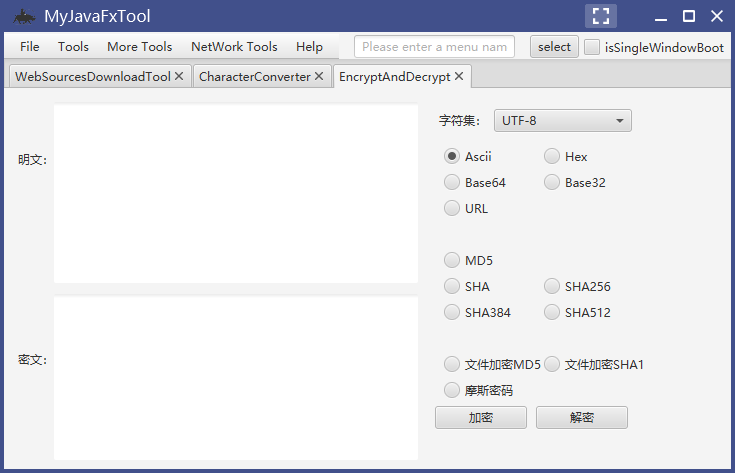 MyJavaFxTool
File Tools More Tools NetWork Tools Help Please enter a menu nam select isSingleWindowBoot
WebSourcesDownloadTool CharacterConverter EncryptAndDecrypt
明文:
密文:
字符集: UTF-8
Ascii Hex
Base64 Base32
URL
MD5
SHA SHA256
SHA384 SHA512
文件加密MD5 文件加密SHA1
摩斯密码
加密 解密